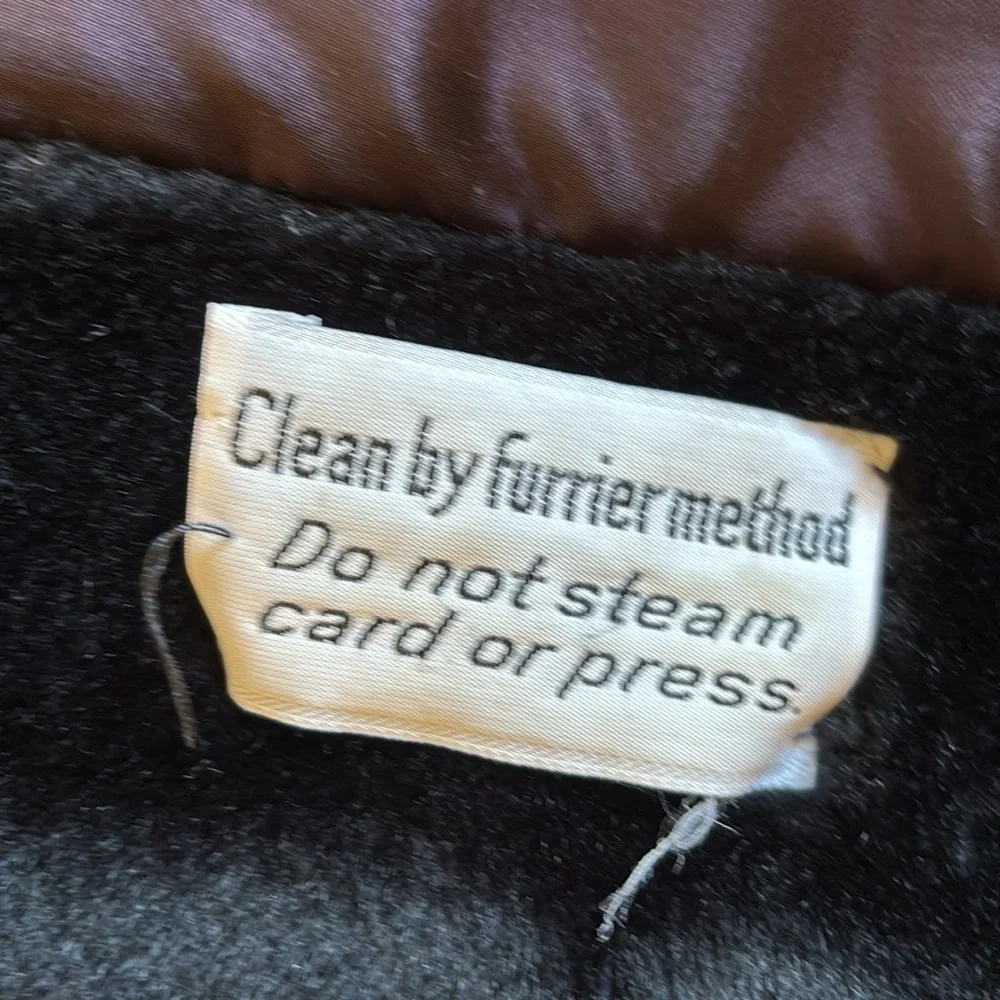 Clean by furrier method
Do not steam
card or press.